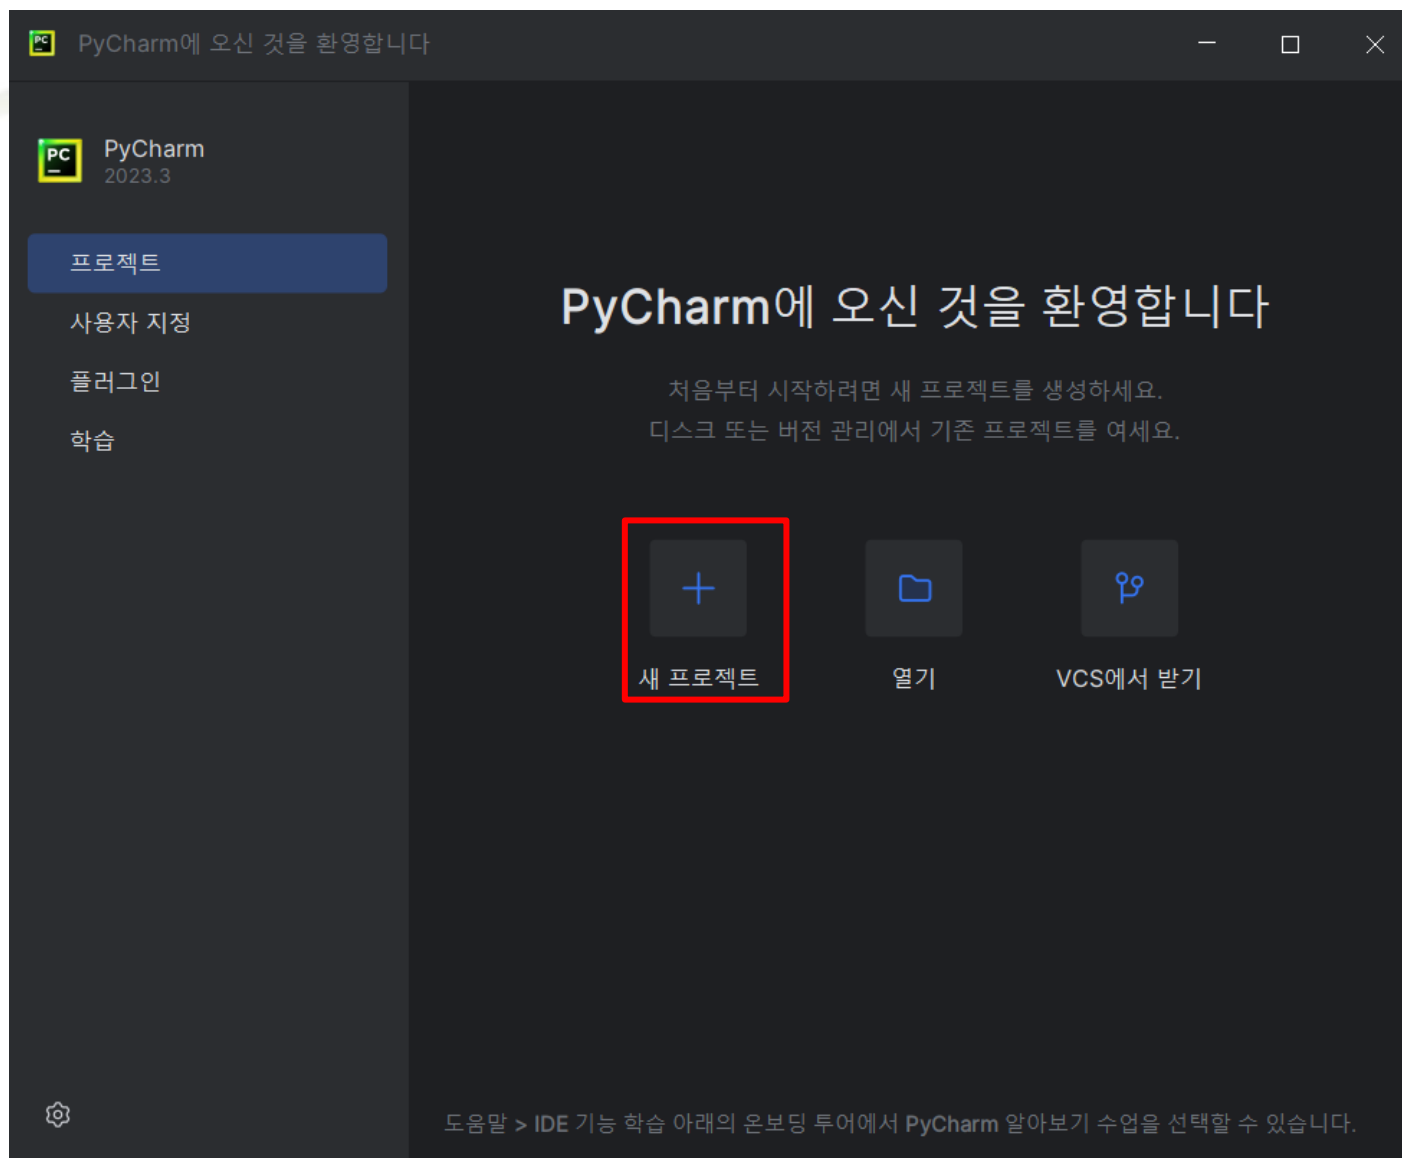 PC
PyCharm에 오신 것을 환영합니다
PC
PyCharm
2023.3
프로젝트
사용자 지정
플러그인
학습
PyCharm에 오신 것을 환영합니다
처음부터 시작하려면 새 프로젝트를 생성하세요.
디스크 또는 버전 관리에서 기존 프로젝트를 여세요.
새 프로젝트
열기
VCS에서 받기
도움말 > IDE 기능 학습 아래의 온보딩 투어에서 PyCharm 알아보기 수업을 선택할 수 있습니다.